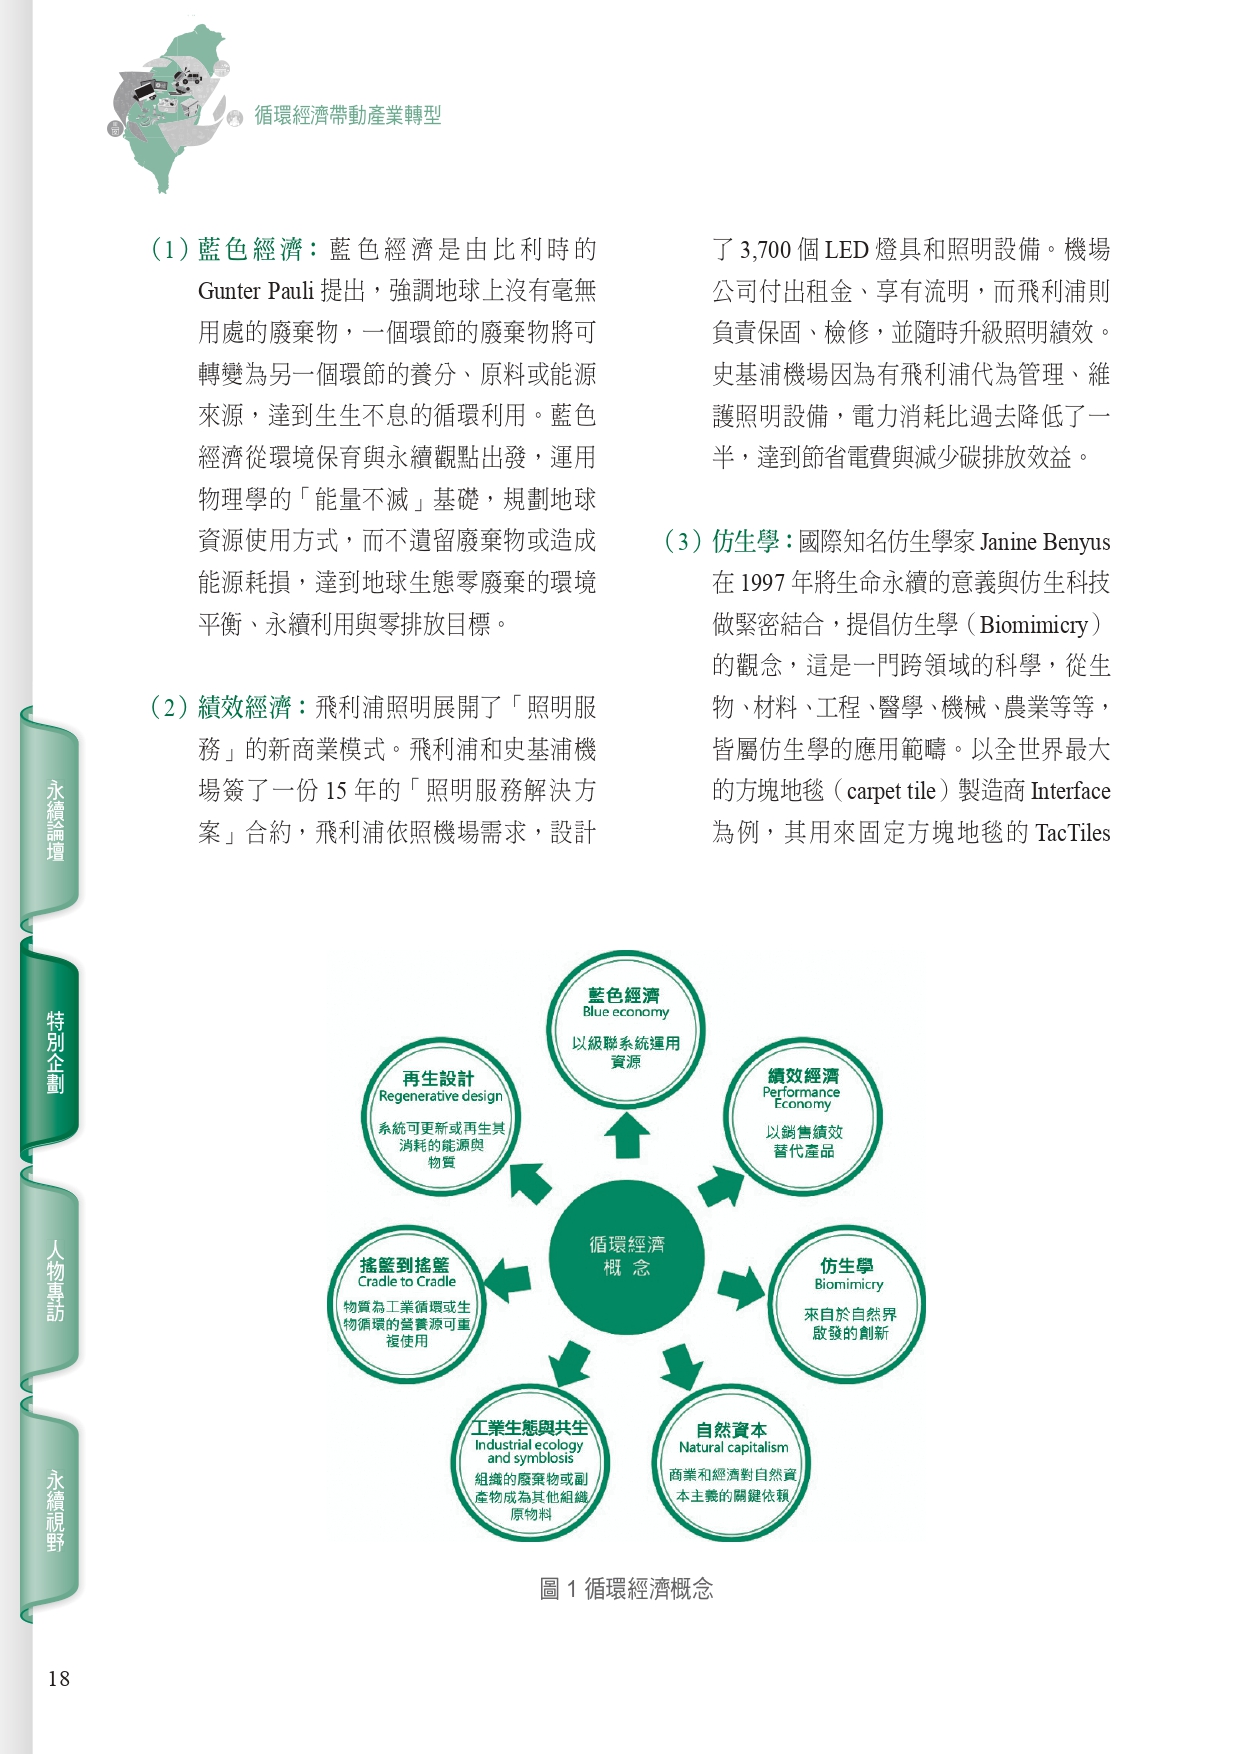 循環經濟帶動產業轉型
（1）藍色經濟：藍色經濟是由比利時的
Gunter Pauli 提出，強調地球上沒有毫無
用處的廢棄物，一個環節的廢棄物將可
轉變為另一個環節的養分、原料或能源
來源，達到生生不息的循環利用。藍色
經濟從環境保育與永續觀點出發，運用
物理學的「能量不滅」基礎，規劃地球
資源使用方式，而不遺留廢棄物或造成
能源耗損，達到地球生態零廢棄的環境
平衡、永續利用與零排放目標。
（2）績效經濟：飛利浦照明展開了「照明服
務」的新商業模式。飛利浦和史基浦機
場簽了一份 15 年的「照明服務解決方
案」合約，飛利浦依照機場需求，設計
了 3,700 個 LED 燈具和照明設備。機場
公司付出租金、享有流明，而飛利浦則
負責保固、檢修，並隨時升級照明績效。
史基浦機場因為有飛利浦代為管理、維
護照明設備，電力消耗比過去降低了一
半，達到節省電費與減少碳排放效益。
（3）仿生學：國際知名仿生學家 Janine Benyus
在 1997 年將生命永續的意義與仿生科技
做緊密結合，提倡仿生學（Biomimicry）
的觀念，這是一門跨領域的科學，從生
物、材料、工程、醫學、機械、農業等等，
皆屬仿生學的應用範疇。以全世界最大
的方塊地毯（carpet tile）製造商 Interface
為例，其用來固定方塊地毯的 TacTiles
藍色經濟
Blue economy
以級聯系統運用
資源
績效經濟
Performance
Economy
以銷售績效
替代產品
仿生學
Biomimicry
來自於自然界
啟發的創新
自然資本
Natural capitalism
商業和經濟對自然資
本主義的關鍵依賴
工業生態與共生
Industrial ecology
and symblosis
組織的廢棄物或副
產物成為其他組織
原物料
搖籃到搖籃
Cradle to Cradle
物質為工業循環或生
物循環的營養源可重
複使用
再生設計
Regenerative design
系統可更新或再生其
消耗的能源與
物質
循環經濟
概 念
圖 1 循環經濟概念
永續論壇
特別企劃
人物專訪
永續視野
18